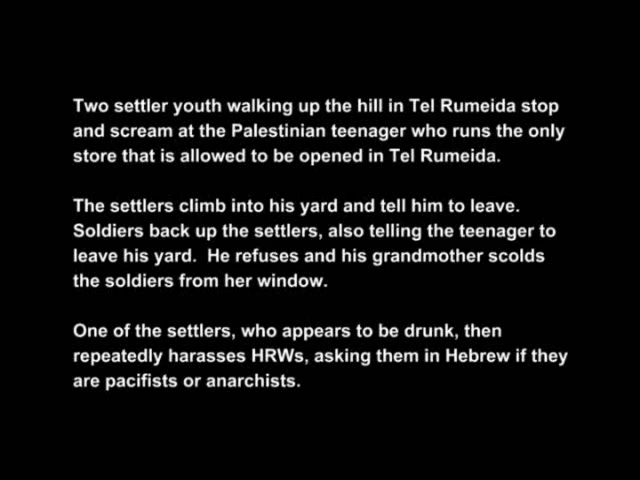 Two settler youth walking up the hill in Tel Rumeida stop
and scream at the Palestinian teenager who runs the only
store that is allowed to be opened in Tel Rumeida.
The settlers climb into his yard and tell him to leave.
Soldiers back up the settlers, also telling the teenager to
leave his yard.  He refuses and his grandmother scolds
the soldiers from her window.
One of the settlers, who appears to be drunk, then
repeatedly harasses HRWs, asking them in Hebrew if they
are pacifists or anarchists.